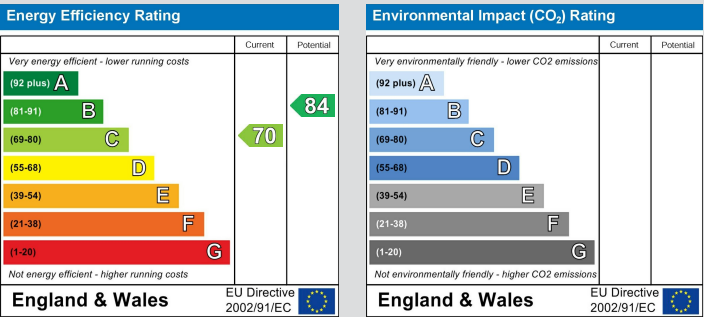 Energy Efficiency Rating
Current Potential
Very energy efficient - lower running costs
(92 plus) A
(81-91) B
84
(69-80) C
70
(55-68) D
(39-54) E
(21-38) F
(1-20) G
Not energy efficient - higher running costs
England & Wales
EU Directive
2002/91/EC
Environmental Impact (CO₂) Rating
Current Potential
Very environmentally friendly - lower CO2 emissions
(92 plus) A
(81-91) B
(69-80) C
(55-68) D
(39-54) E
(21-38) F
(1-20) G
Not environmentally friendly - higher CO2 emissions
England & Wales
EU Directive
2002/91/EC